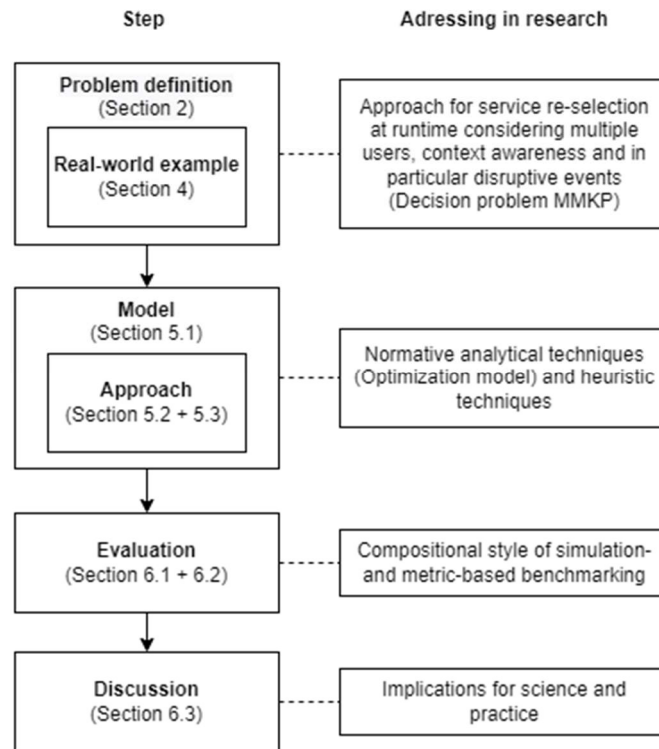 Step
Adressing in research
Problem definition
(Section 2)
Real-world example
(Section 4)
Approach for service re-selection
at runtime considering multiple
users, context awareness and in
particular disruptive events
(Decision problem MMKP)
Model
(Section 5.1)
Approach
(Section 5.2 + 5.3)
Normative analytical techniques
(Optimization model) and heuristic
techniques
Evaluation
(Section 6.1 + 6.2)
Compositional style of simulation-
and metric-based benchmarking
Discussion
(Section 6.3)
Implications for science and
practice